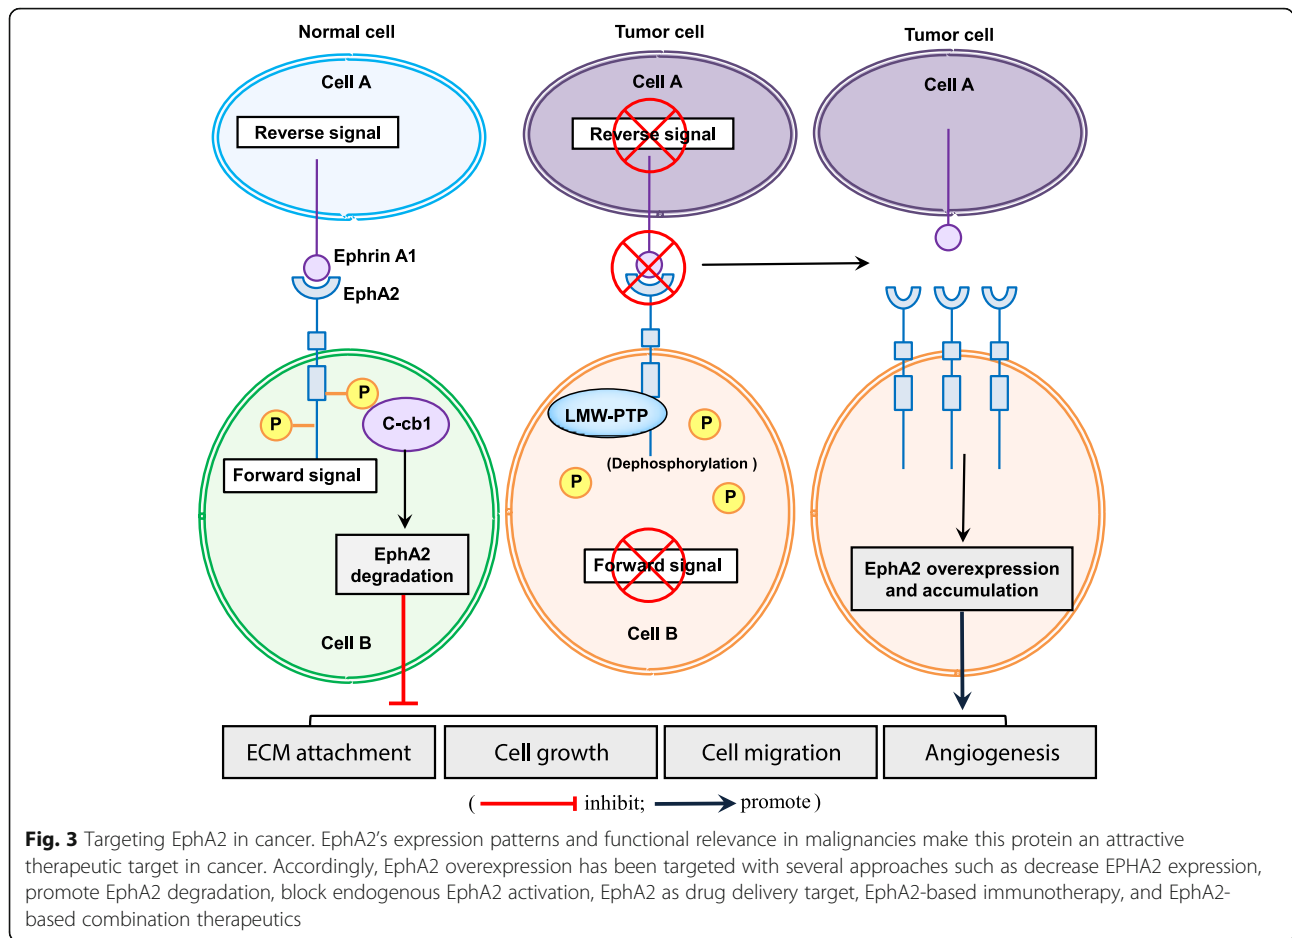 Normal cell
Cell A
Reverse signal
Ephrin A1
EphA2
P
P
C-cb1
Forward signal
EphA2
degradation
Cell B
Tumor cell
Cell A
Reverse signal
LMW-PTP
P
(Dephosphorylation )
P
P
Forward signal
Cell B
Tumor cell
Cell A
EphA2 overexpression
and accumulation
ECM attachment
Cell growth
Cell migration
Angiogenesis
( inhibit; promote )
Fig. 3 Targeting EphA2 in cancer. EphA2's expression patterns and functional relevance in malignancies make this protein an attractive
therapeutic target in cancer. Accordingly, EphA2 overexpression has been targeted with several approaches such as decrease EPHA2 expression,
promote EphA2 degradation, block endogenous EphA2 activation, EphA2 as drug delivery target, EphA2-based immunotherapy, and EphA2-
based combination therapeutics